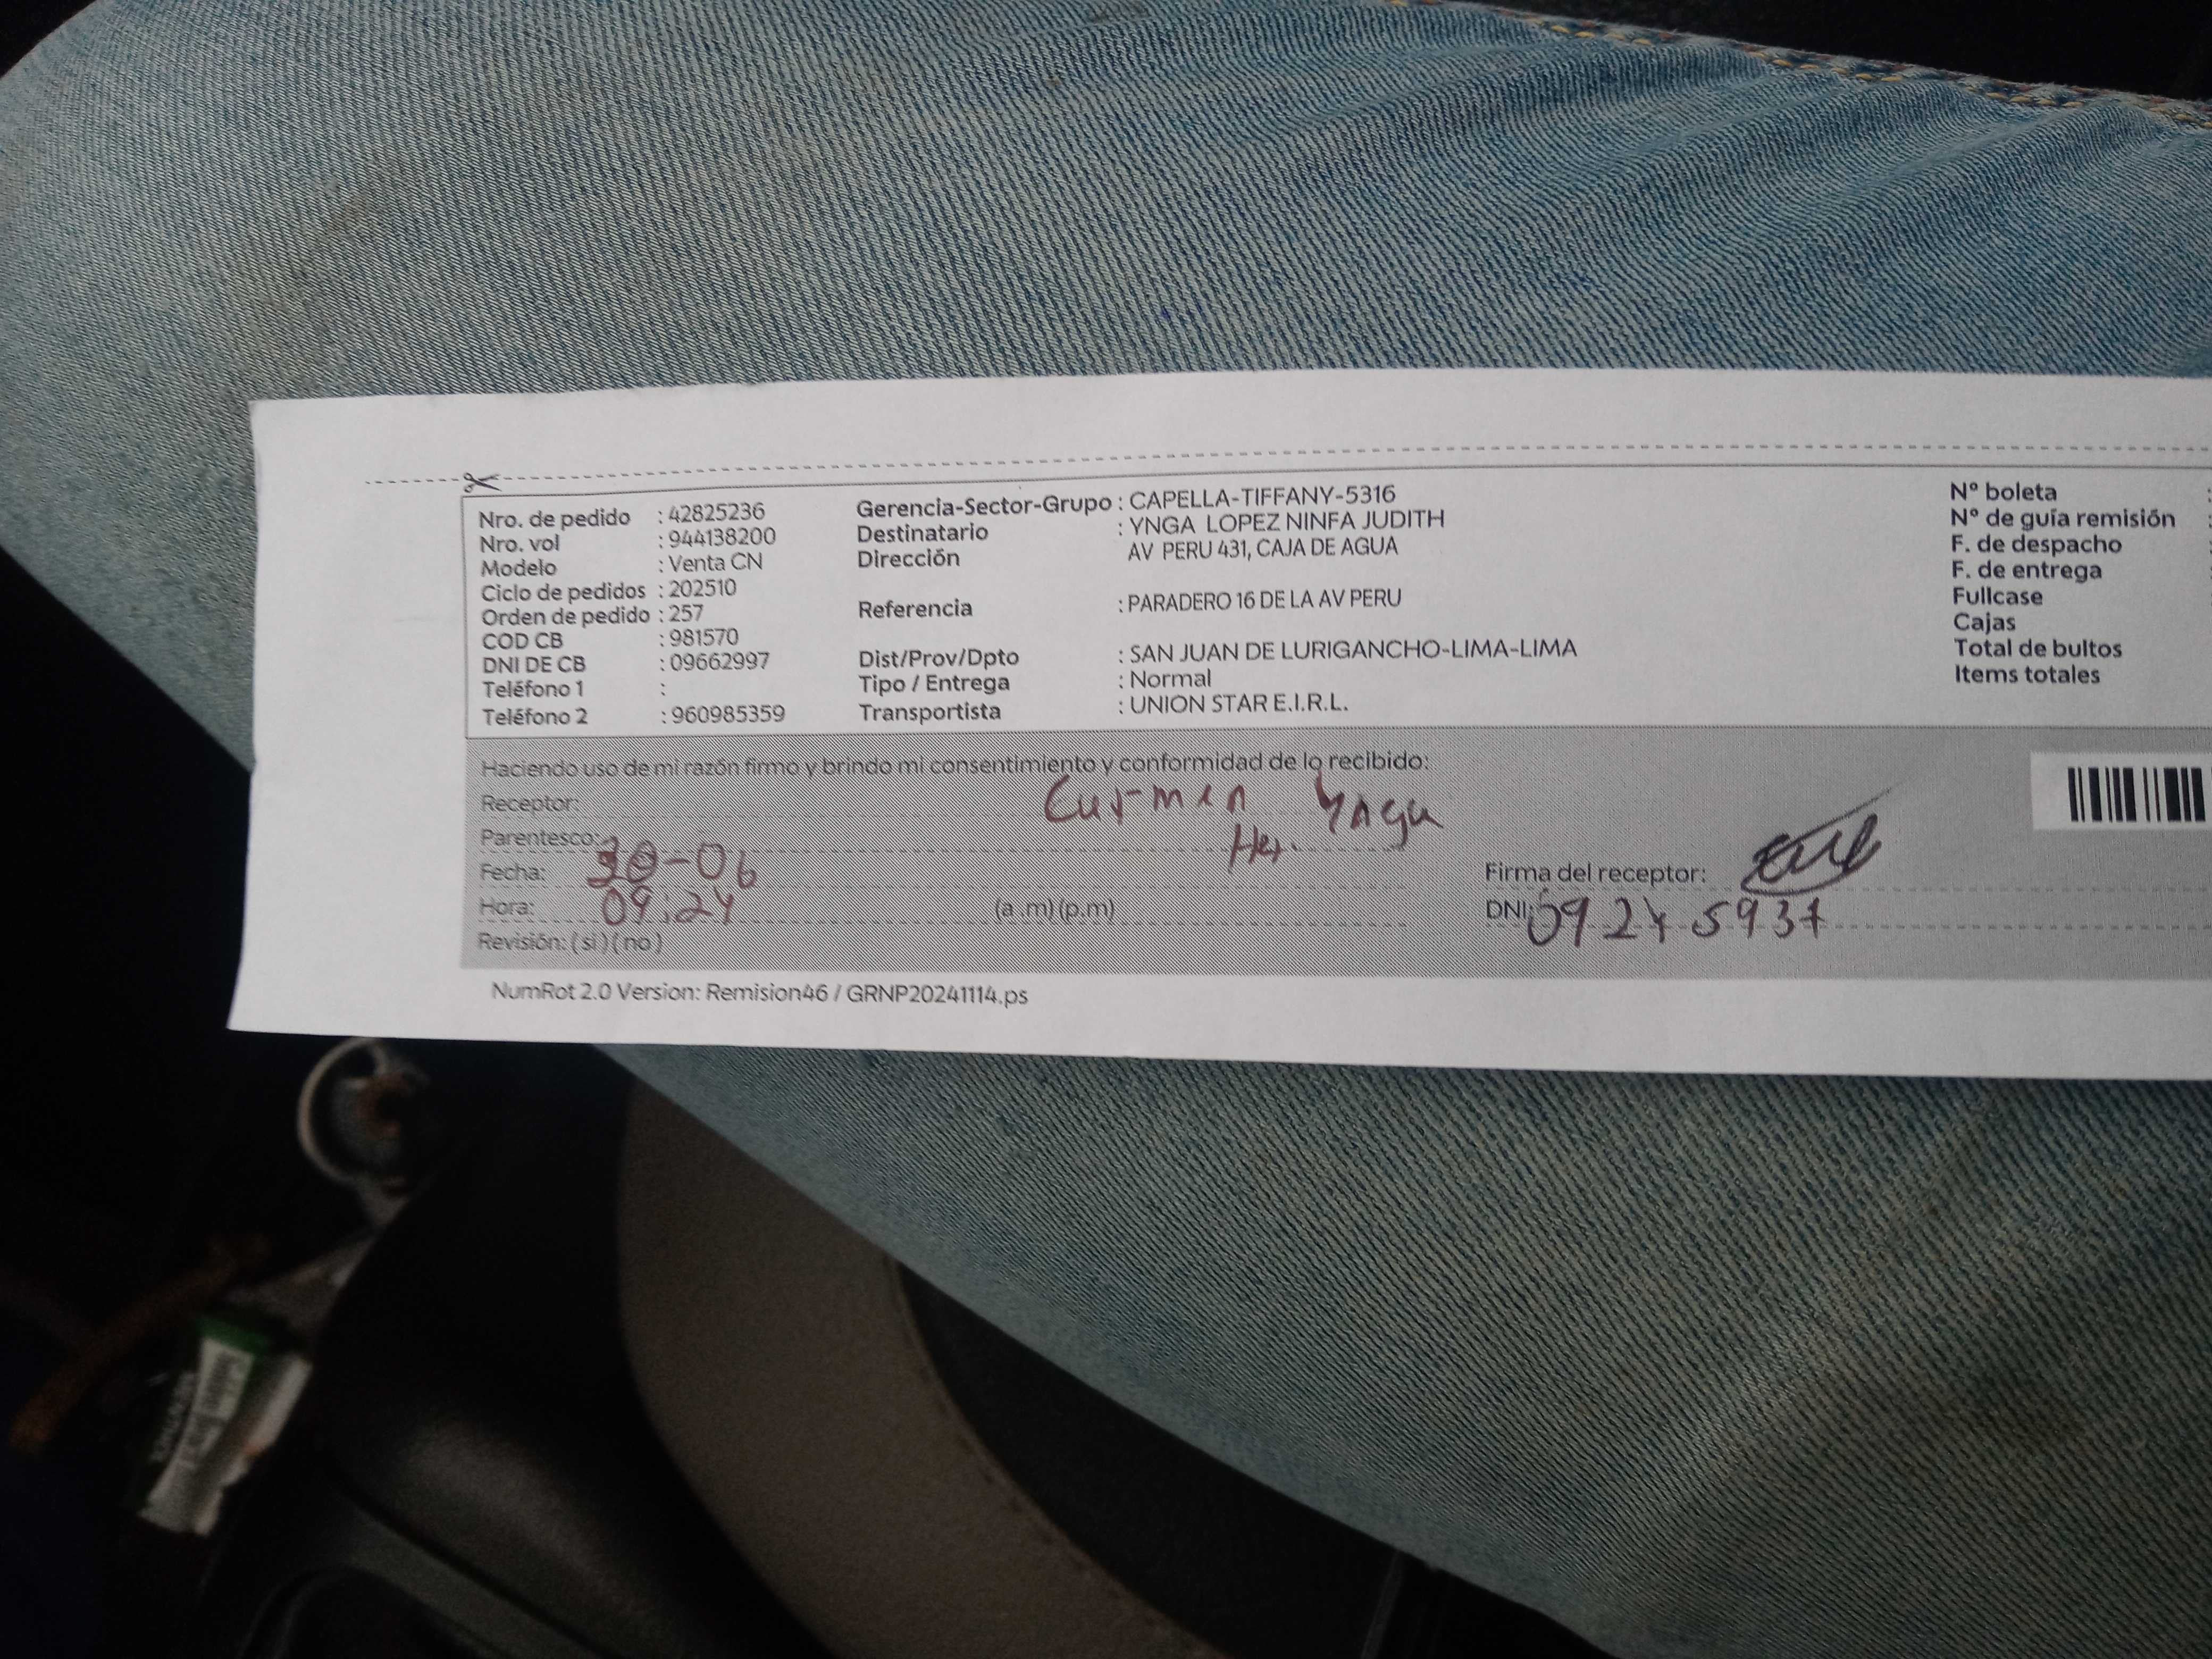 Nro. de pedido : 42825236
Nro. vol : 944138200
Modelo : Venta CN
Ciclo de pedidos : 202510
Orden de pedido : 257
COD CB : 981570
DNI DE CB : 09662997
Teléfono 1 :
Teléfono 2 : 960985359
Gerencia-Sector-Grupo : CAPELLA-TIFFANY-5316
Destinatario : YNGA LOPEZ NINFA JUDITH
Dirección AV PERU 431, CAJA DE AGUA
Referencia : PARADERO 16 DE LA AV PERU
Dist/Prov/Dpto : SAN JUAN DE LURIGANCHO-LIMA-LIMA
Tipo / Entrega : Normal
Transportista : UNION STAR E.I.R.L.
Nº boleta :
Nº de guía remisión :
F. de despacho
F. de entrega
Fullcase
Cajas
Total de bultos
Items totales
Haciendo uso de mi razón firmo y brindo mi consentimiento y conformidad de lo recibido:
Receptor: Carmen Ynga
Parentesco: Her.
Fecha: 30-06
Hora: 09:24 (a .m) (p.m)
Revisión: ( si ) ( no )
Firma del receptor:
DNI: 09245937
NumRot 2.0 Version: Remision46 / GRNP20241114.ps